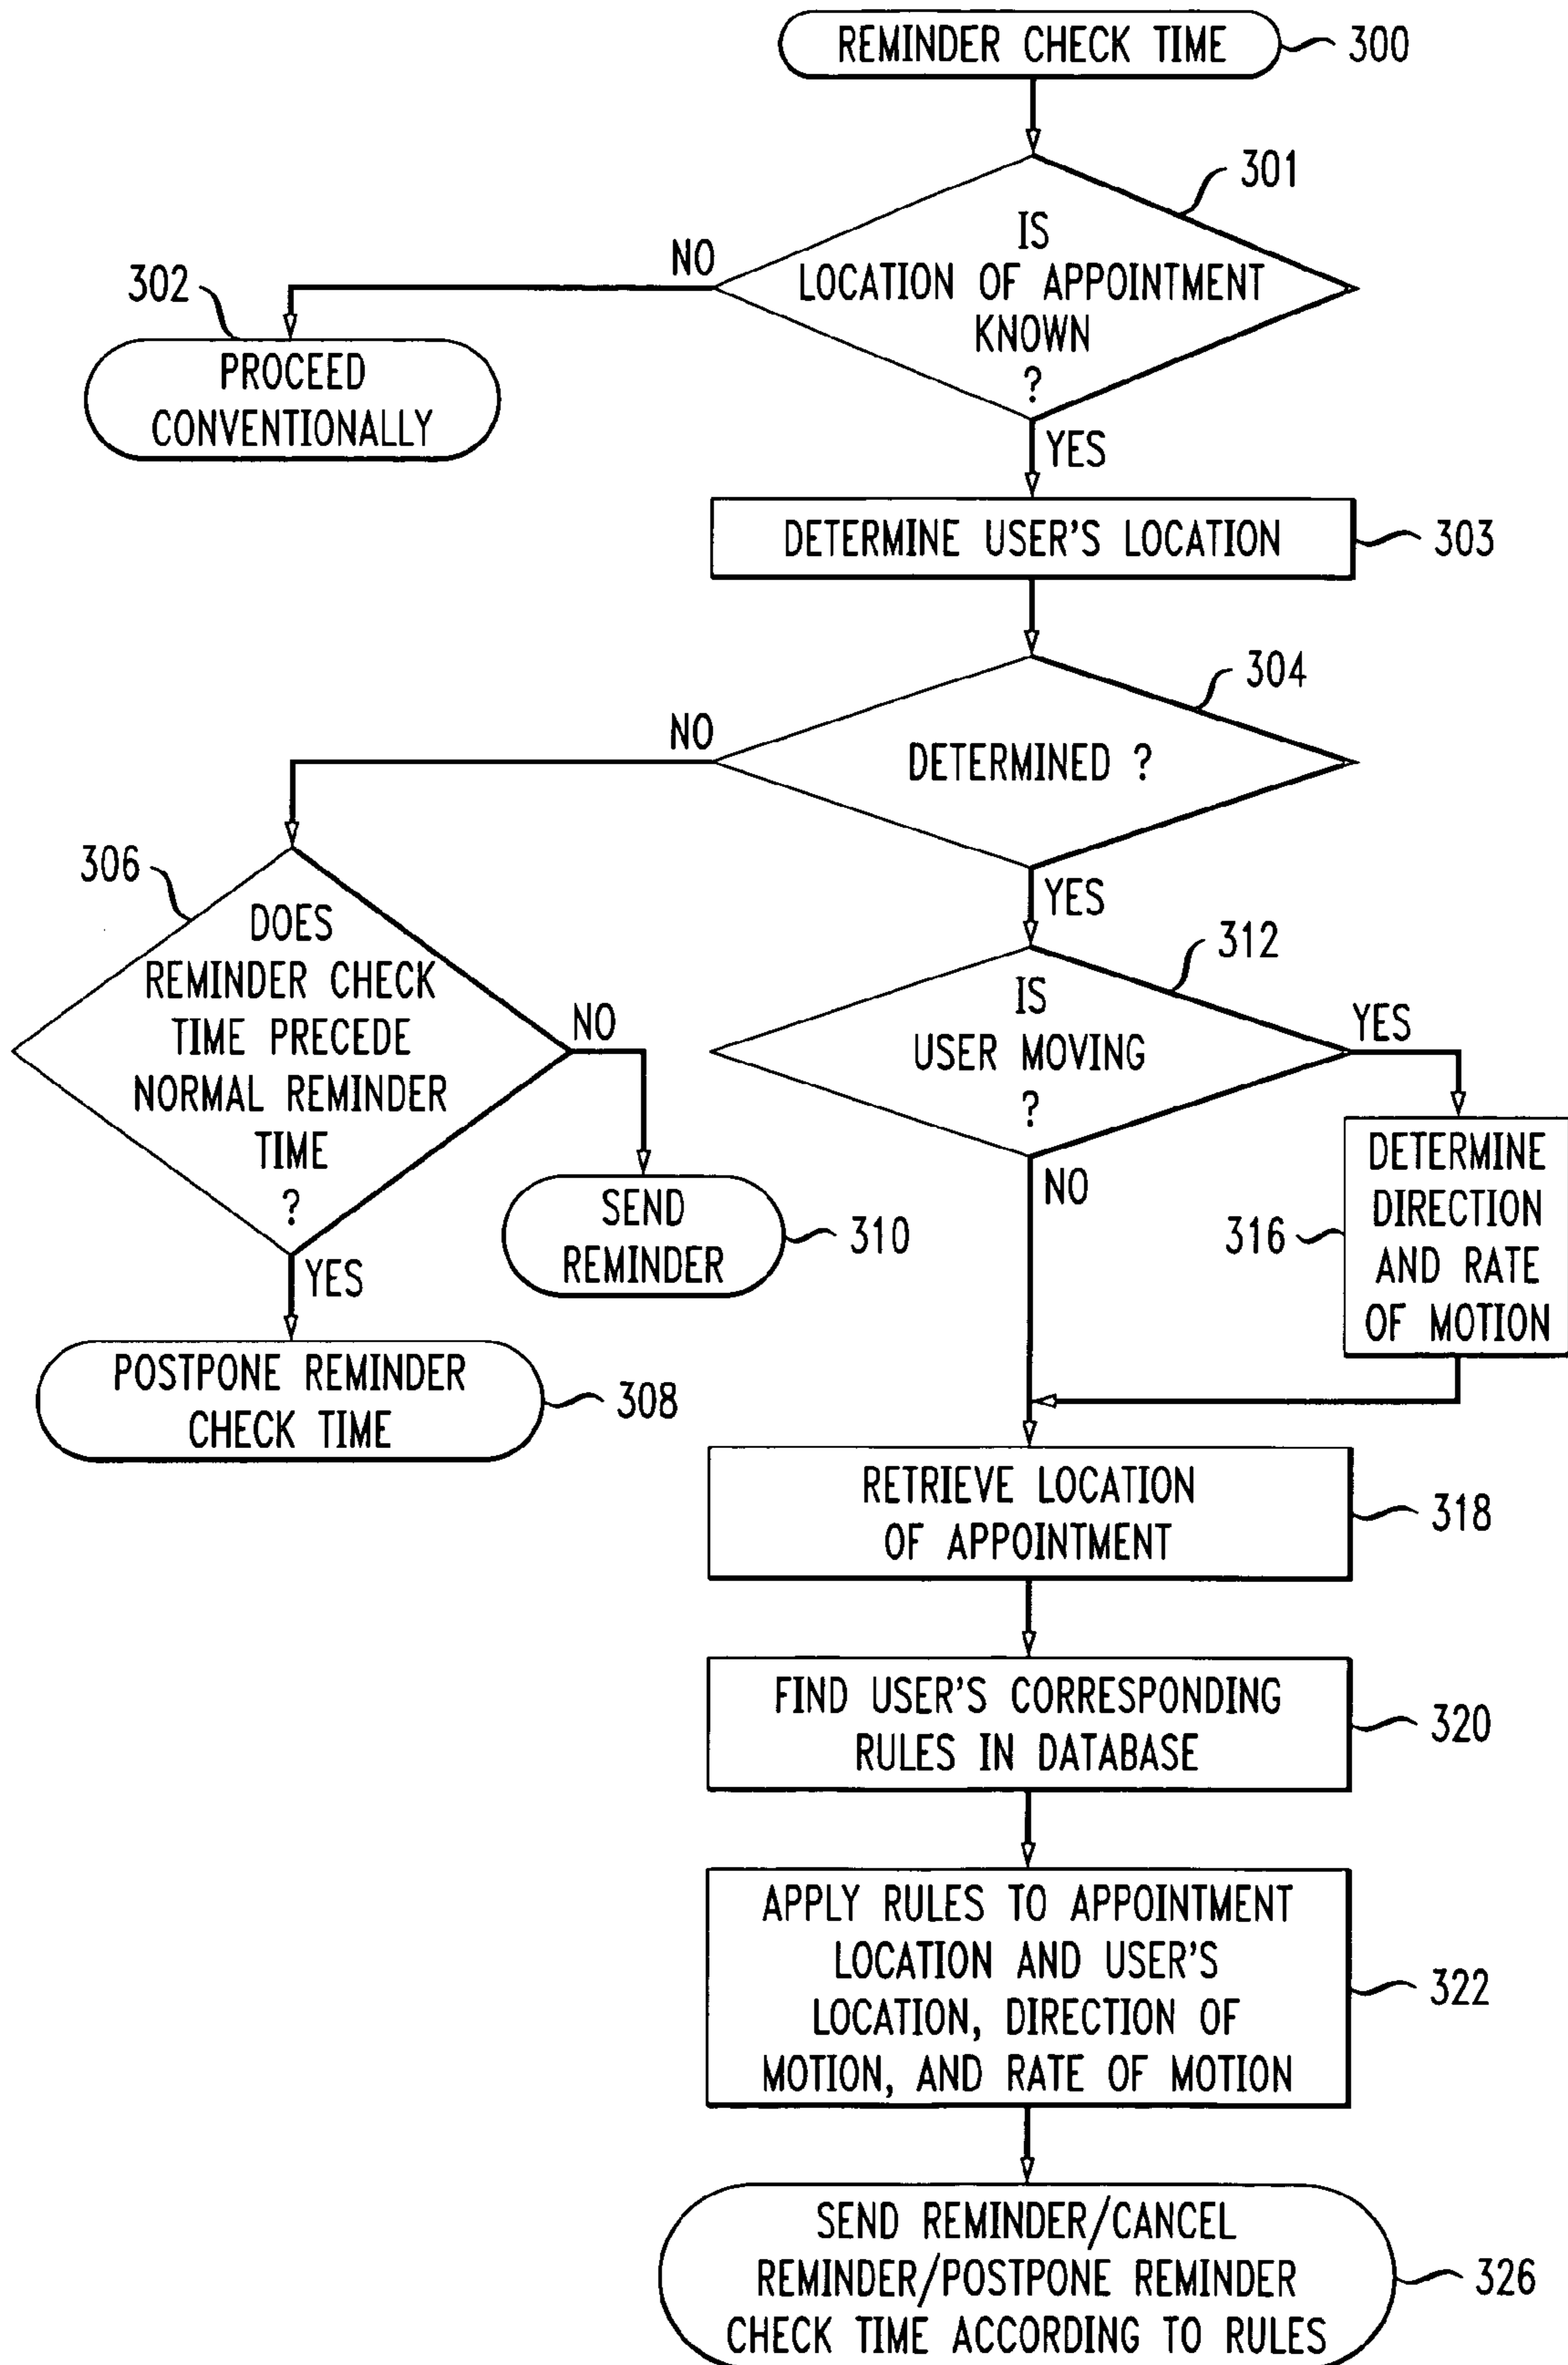 REMINDER CHECK TIME
300
301
IS
LOCATION OF APPOINTMENT
KNOWN
?
NO
302
PROCEED
CONVENTIONALLY
YES
DETERMINE USER'S LOCATION
303
304
DETERMINED ?
NO
YES
306
DOES
REMINDER CHECK
TIME PRECEDE
NORMAL REMINDER
TIME
?
NO
SEND
REMINDER
310
YES
POSTPONE REMINDER
CHECK TIME
308
312
IS
USER MOVING
?
YES
DETERMINE
DIRECTION
AND RATE
OF MOTION
316
NO
RETRIEVE LOCATION
OF APPOINTMENT
318
FIND USER'S CORRESPONDING
RULES IN DATABASE
320
APPLY RULES TO APPOINTMENT
LOCATION AND USER'S
LOCATION, DIRECTION OF
MOTION, AND RATE OF MOTION
322
SEND REMINDER/CANCEL
REMINDER/POSTPONE REMINDER
CHECK TIME ACCORDING TO RULES
326